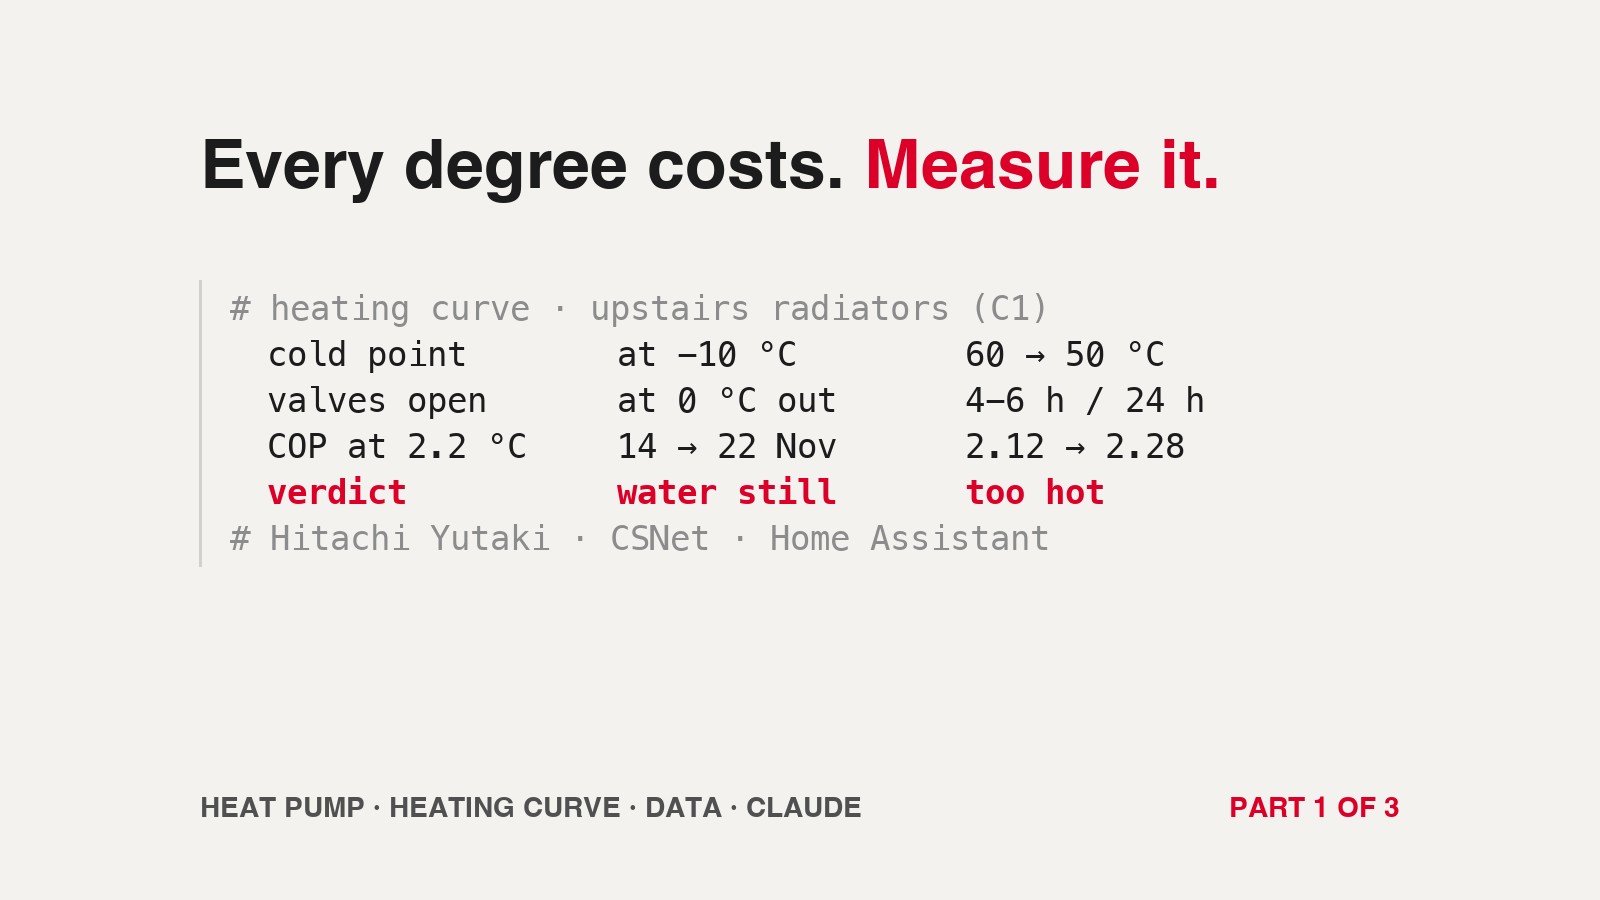 Every degree costs. Measure it.
# heating curve · upstairs radiators (C1)
cold point at −10 °C 60 → 50 °C
valves open at 0 °C out 4–6 h / 24 h
COP at 2.2 °C 14 → 22 Nov 2.12 → 2.28
verdict water still too hot
# Hitachi Yutaki · CSNet · Home Assistant
HEAT PUMP · HEATING CURVE · DATA · CLAUDE
PART 1 OF 3